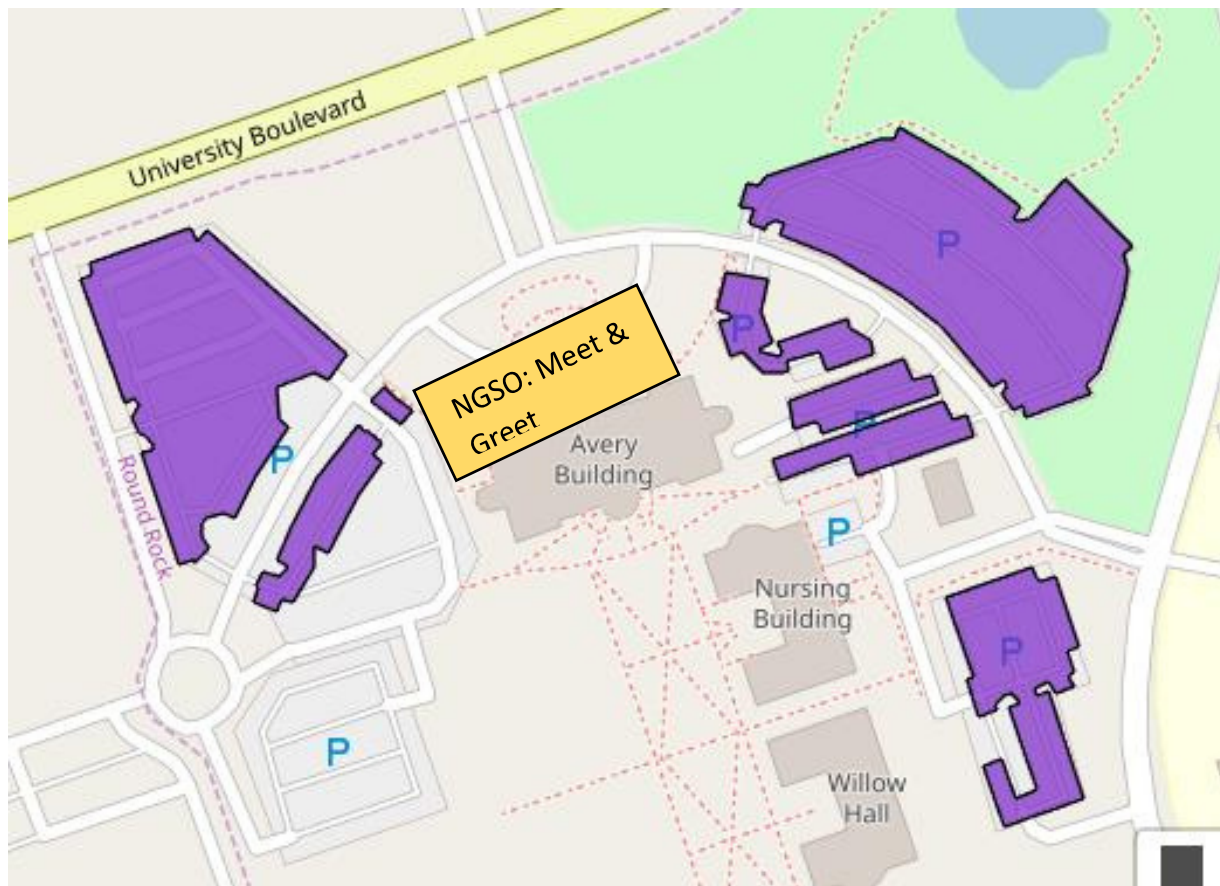 University Boulevard
P
NGSO: Meet &
Greet
P
Avery
Building
P
P
Round Rock
P
Nursing
Building
P
P
Willow
Hall